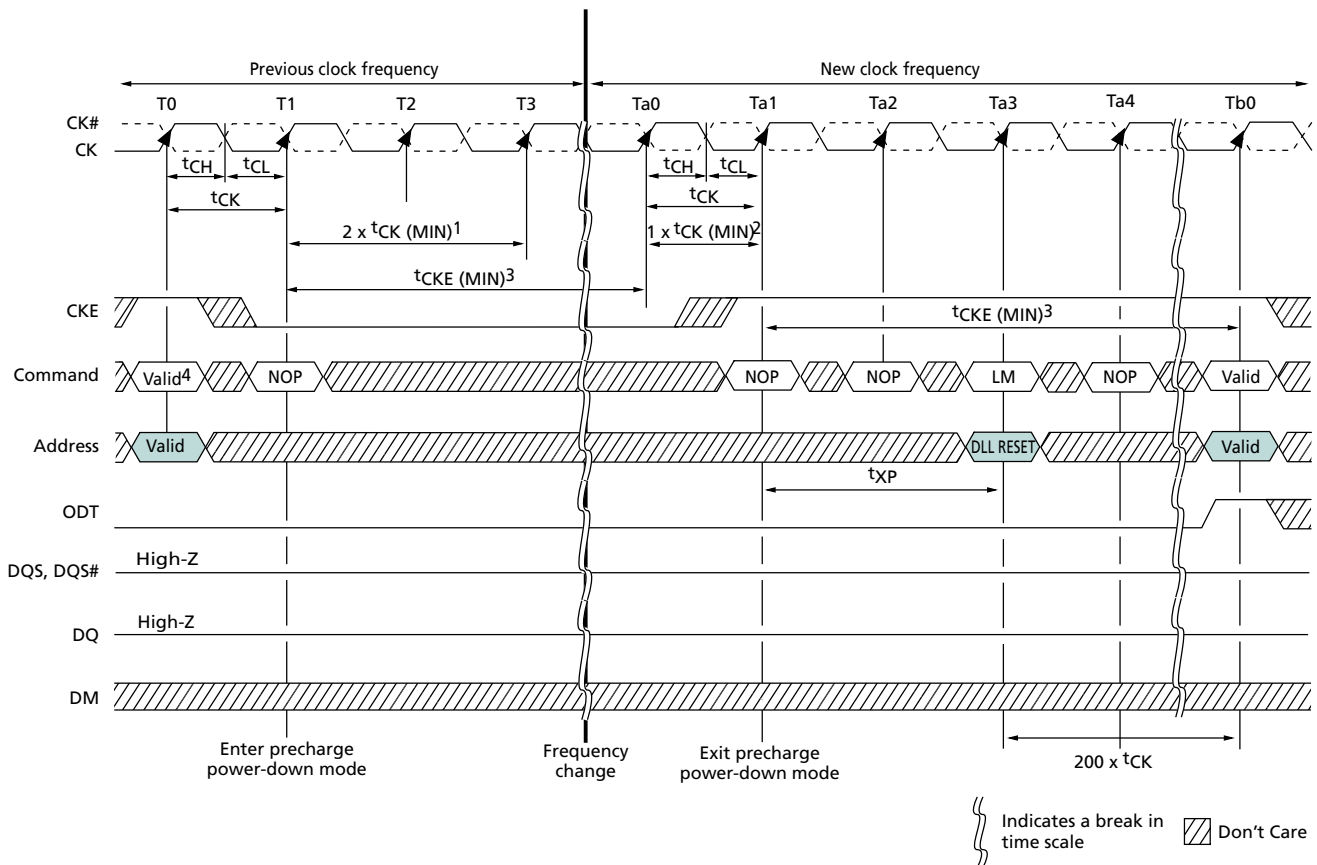 Previous clock frequency
New clock frequency
T0 T1 T2 T3 Ta0 Ta1 Ta2 Ta3 Ta4 Tb0
CK#
CK
tCH tCL tCH tCL
tCK tCK
2 x tCK (MIN)1 1 x tCK (MIN)2
tCKE (MIN)3
CKE
tCKE (MIN)3
Command Valid4 NOP NOP NOP LM NOP Valid
Address Valid DLL RESET Valid
tXP
ODT
High-Z
DQS, DQS#
High-Z
DQ
DM
Enter precharge
power-down mode
Frequency
change
Exit precharge
power-down mode
200 x tCK
Indicates a break in
time scale
Don't Care